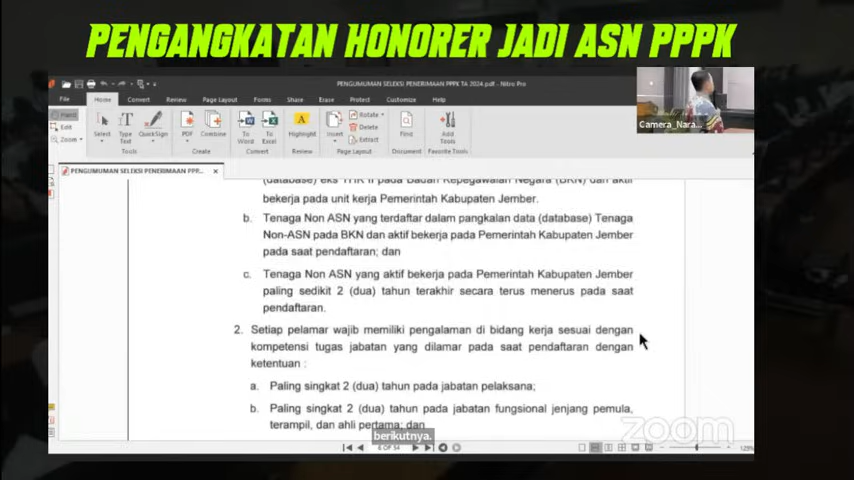 PENGANGKATAN HONORER JADI ASN PPPK
PENGUMUMAN SELEKSI PENERIMAAN PPPK TA 2024.pdf - Nitro Pro
File Home Convert Review Page Layout Forms Share Erase Protect Customize Help
Hand
Edit
Zoom
Select
Type Text
QuickSign
PDF
Combine
To Word
To Excel
Highlight
Insert
Rotate
Delete
Extract
Find
Add Tools
Tools Create Convert Review Page Layout Document Favorite Tools
Camera_Nara...
PENGUMUMAN SELEKSI PENERIMAAN PPP...
(database) eks THK II pada Badan Kepegawaian Negara (BKN) dan aktif
bekerja pada unit kerja Pemerintah Kabupaten Jember.
b. Tenaga Non ASN yang terdaftar dalam pangkalan data (database) Tenaga
Non-ASN pada BKN dan aktif bekerja pada Pemerintah Kabupaten Jember
pada saat pendaftaran; dan
c. Tenaga Non ASN yang aktif bekerja pada Pemerintah Kabupaten Jember
paling sedikit 2 (dua) tahun terakhir secara terus menerus pada saat
pendaftaran.
2. Setiap pelamar wajib memiliki pengalaman di bidang kerja sesuai dengan
kompetensi tugas jabatan yang dilamar pada saat pendaftaran dengan
ketentuan :
a. Paling singkat 2 (dua) tahun pada jabatan pelaksana;
b. Paling singkat 2 (dua) tahun pada jabatan fungsional jenjang pemula,
terampil, dan ahli pertama; dan
berikutnya.
zoom
6 OF 54
125%